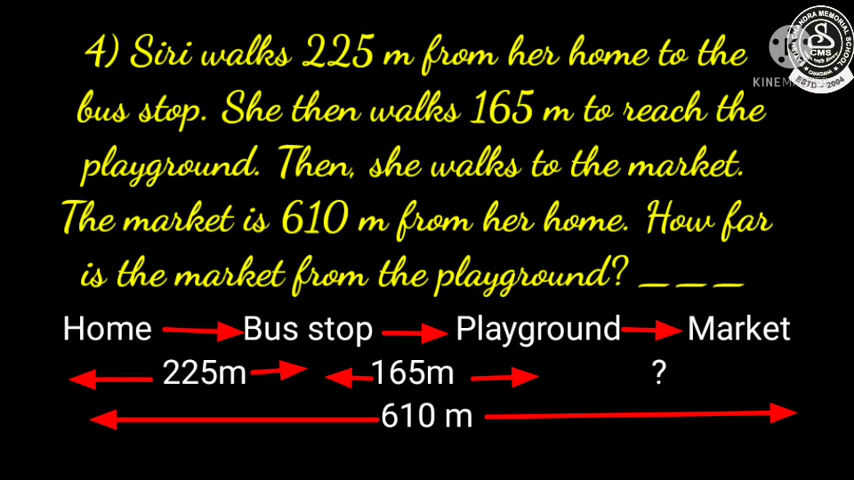 4) Siri walks 225 m from her home to the
bus stop. She then walks 165 m to reach the
playground. Then, she walks to the market.
The market is 610 m from her home. How far
is the market from the playground? _ _ _
Home Bus stop Playground Market
225m 165m ?
610 m
KINEM
CMS
ESTD - 2004